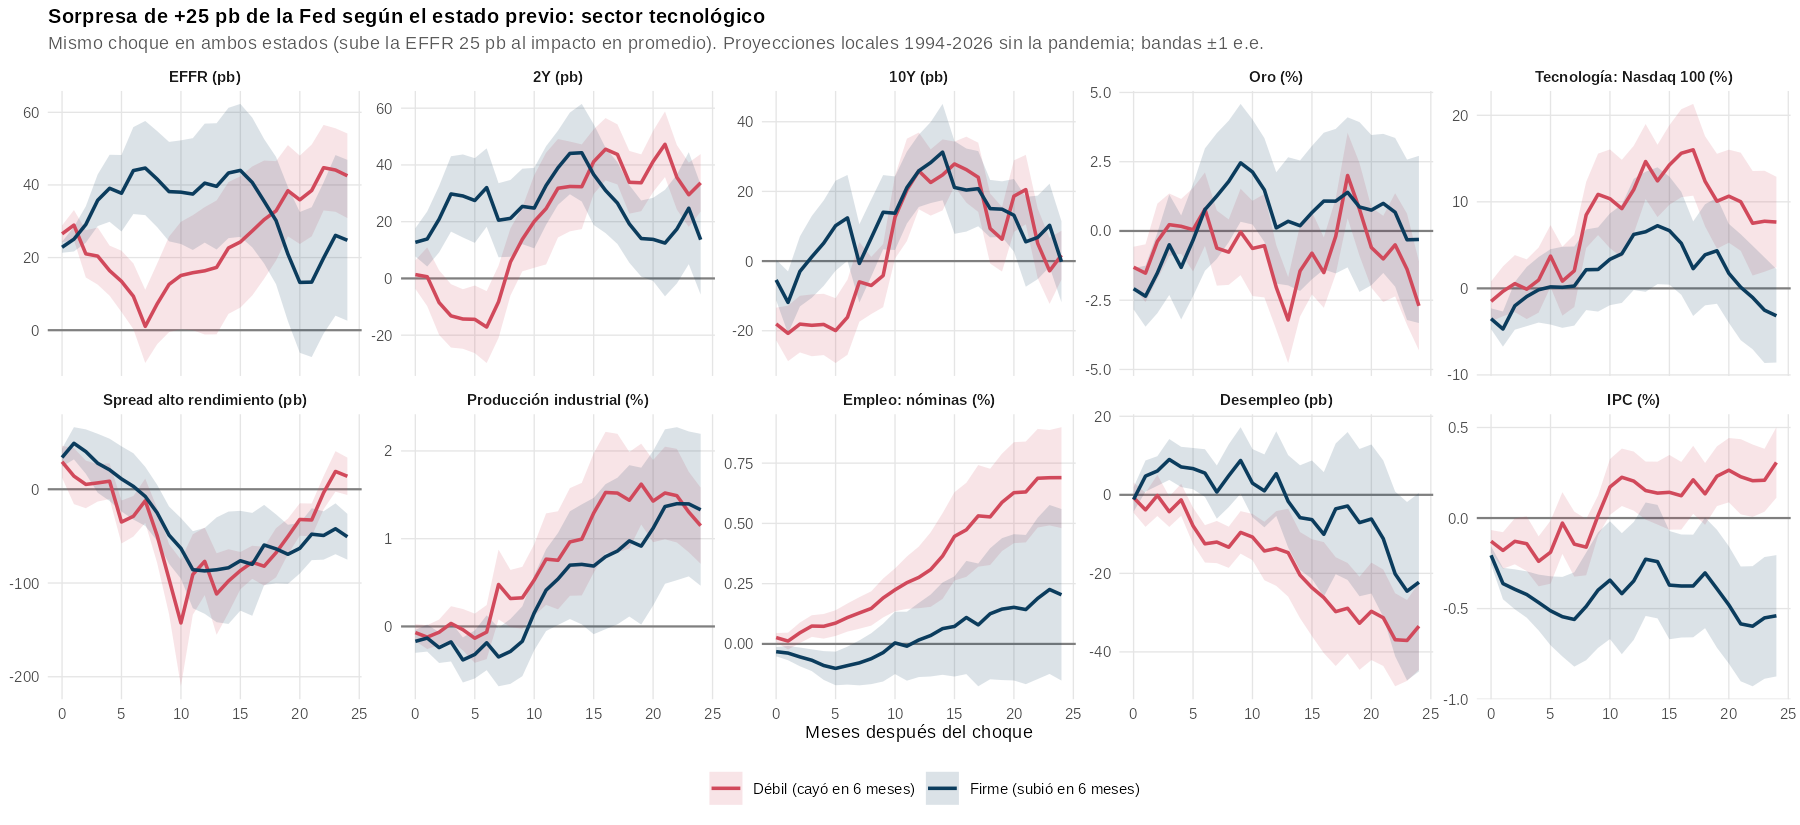 Sorpresa de +25 pb de la Fed según el estado previo: sector tecnológico
Mismo choque en ambos estados (sube la EFFR 25 pb al impacto en promedio). Proyecciones locales 1994-2026 sin la pandemia; bandas ±1 e.e.
EFFR (pb)
60
40
20
0
2Y (pb)
60
40
20
0
-20
10Y (pb)
40
20
0
-20
Oro (%)
5.0
2.5
0.0
-2.5
-5.0
Tecnología: Nasdaq 100 (%)
20
10
0
-10
Spread alto rendimiento (pb)
0
-100
-200
0 5 10 15 20 25
Producción industrial (%)
2
1
0
0 5 10 15 20 25
Empleo: nóminas (%)
0.75
0.50
0.25
0.00
0 5 10 15 20 25
Desempleo (pb)
20
0
-20
-40
0 5 10 15 20 25
IPC (%)
0.5
0.0
-0.5
-1.0
0 5 10 15 20 25
Meses después del choque
Débil (cayó en 6 meses)
Firme (subió en 6 meses)